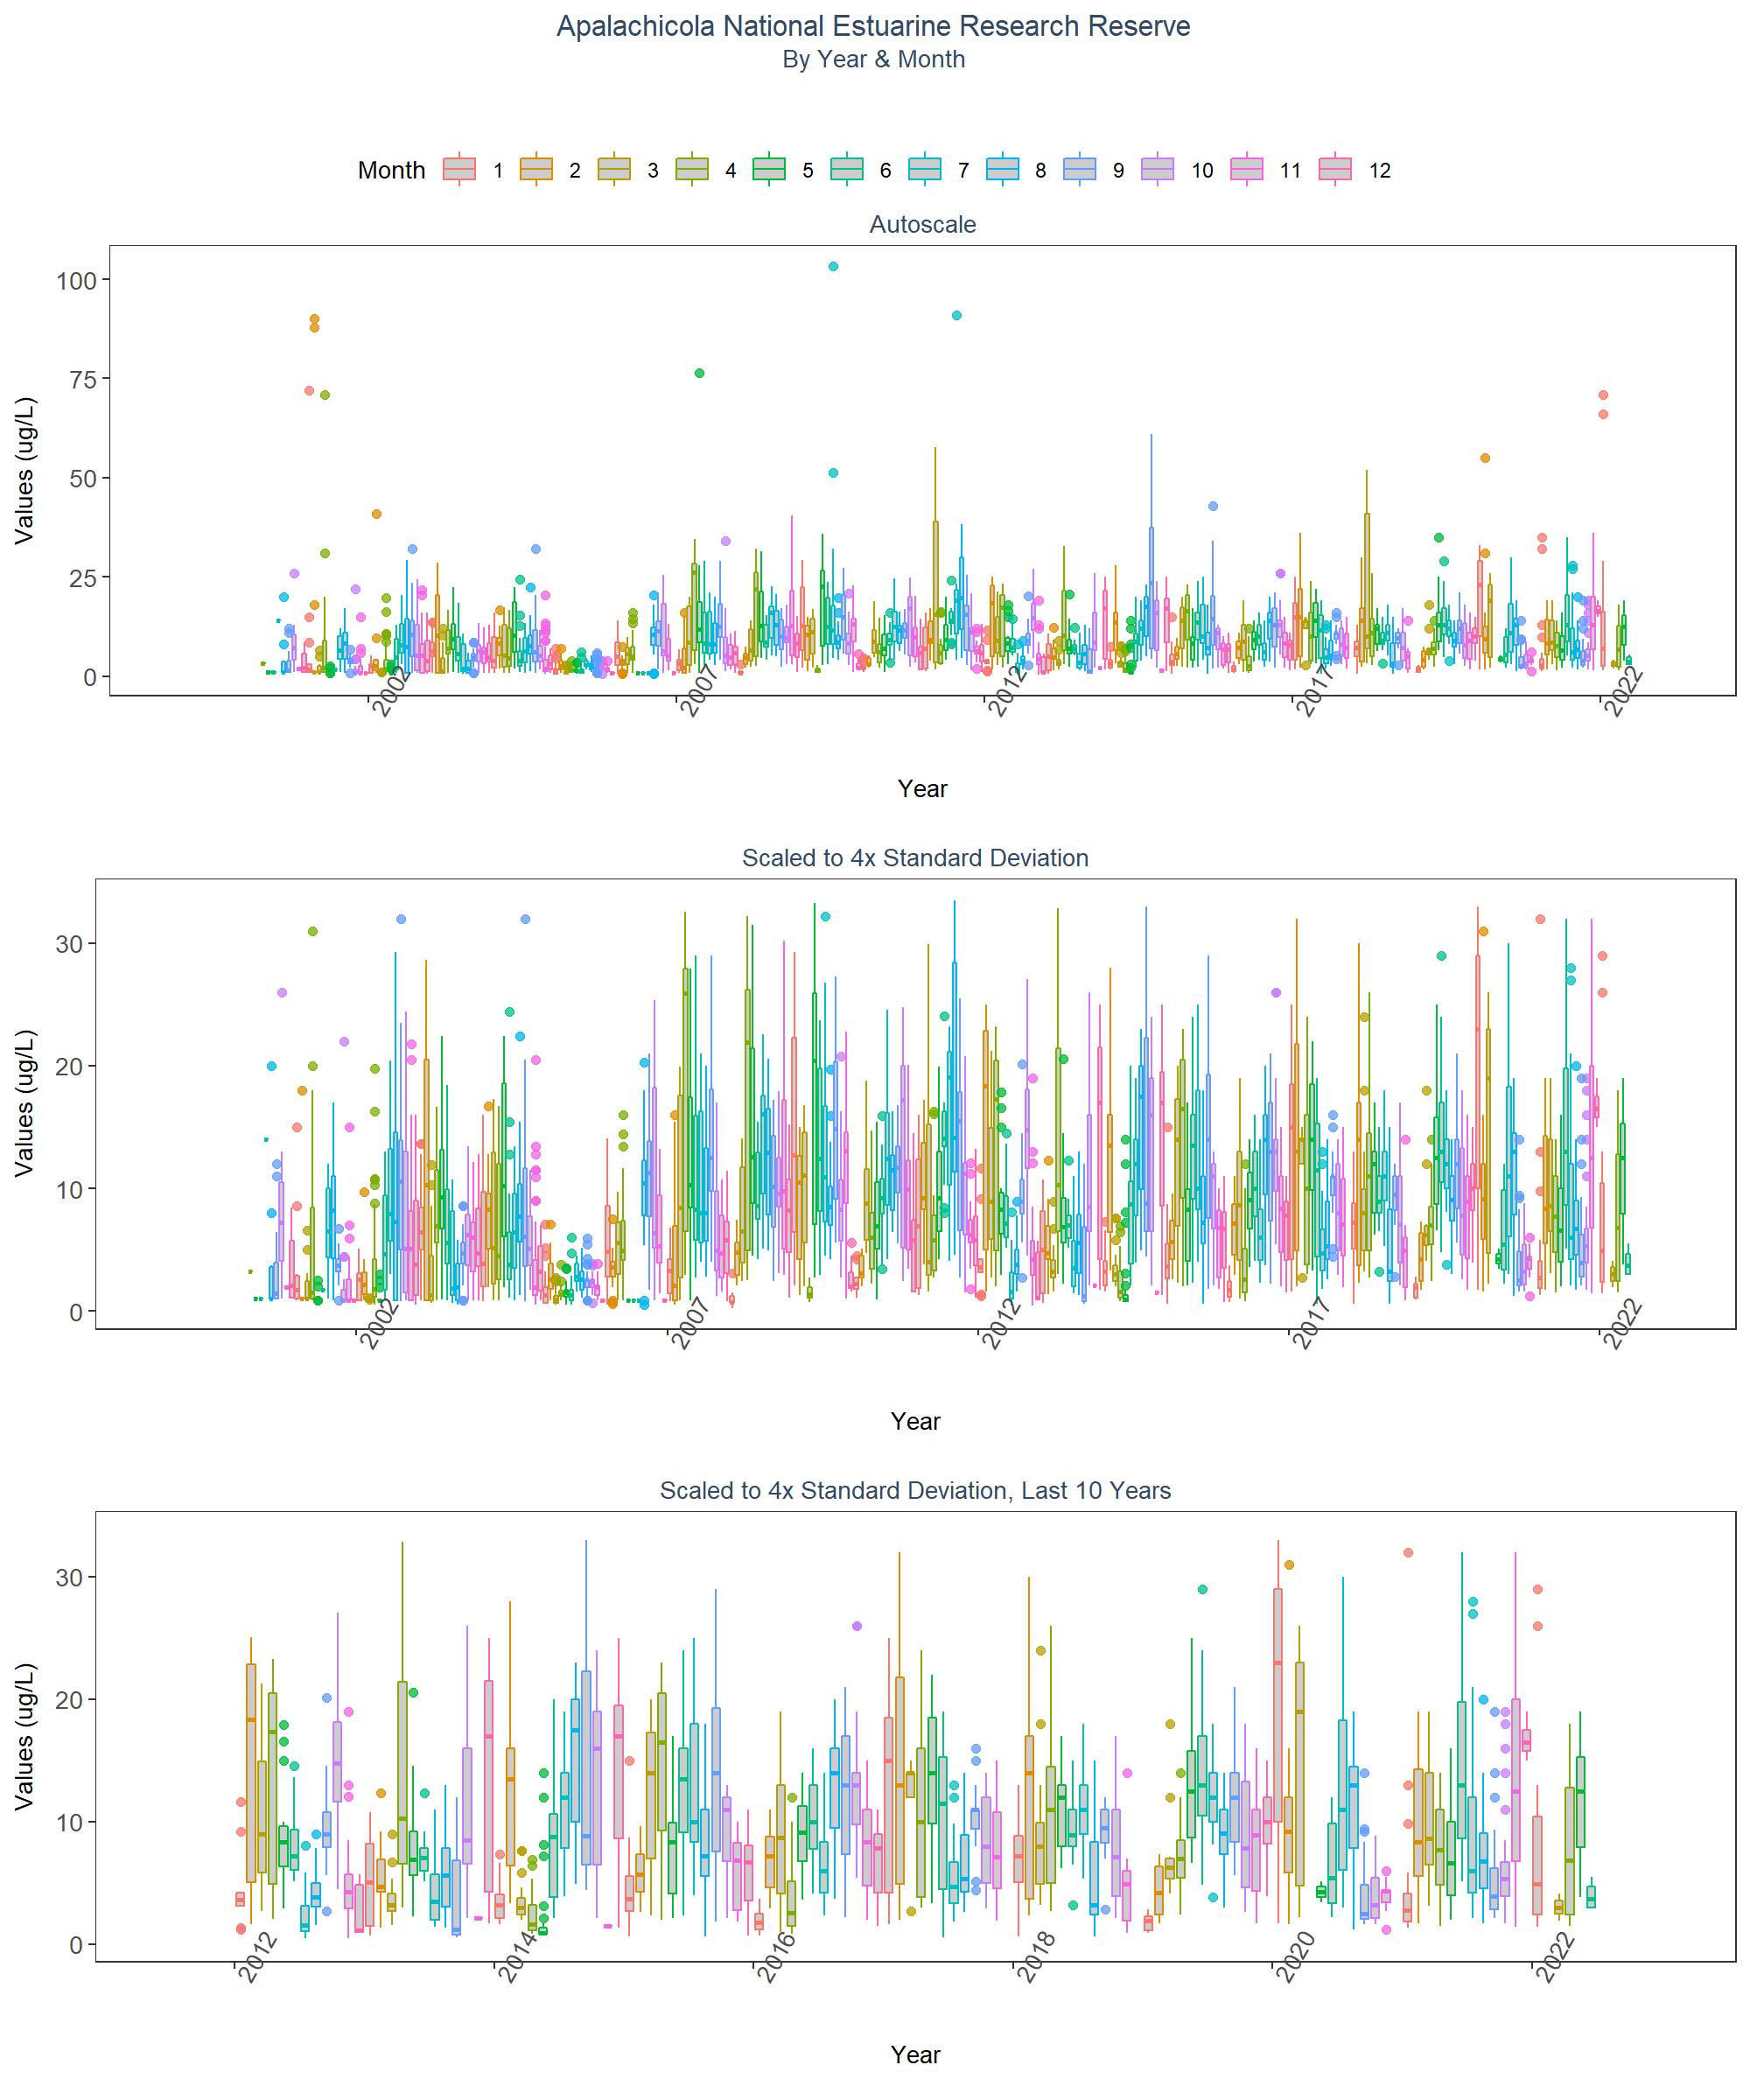 Apalachicola National Estuarine Research Reserve
By Year & Month
Month 1 2 3 4 5 6 7 8 9 10 11 12
Autoscale
Values (ug/L)
100
75
50
25
0
2002 2007 2012 2017 2022
Year
Scaled to 4x Standard Deviation
Values (ug/L)
30
20
10
0
2002 2007 2012 2017 2022
Year
Scaled to 4x Standard Deviation, Last 10 Years
Values (ug/L)
30
20
10
0
2012 2014 2016 2018 2020 2022
Year